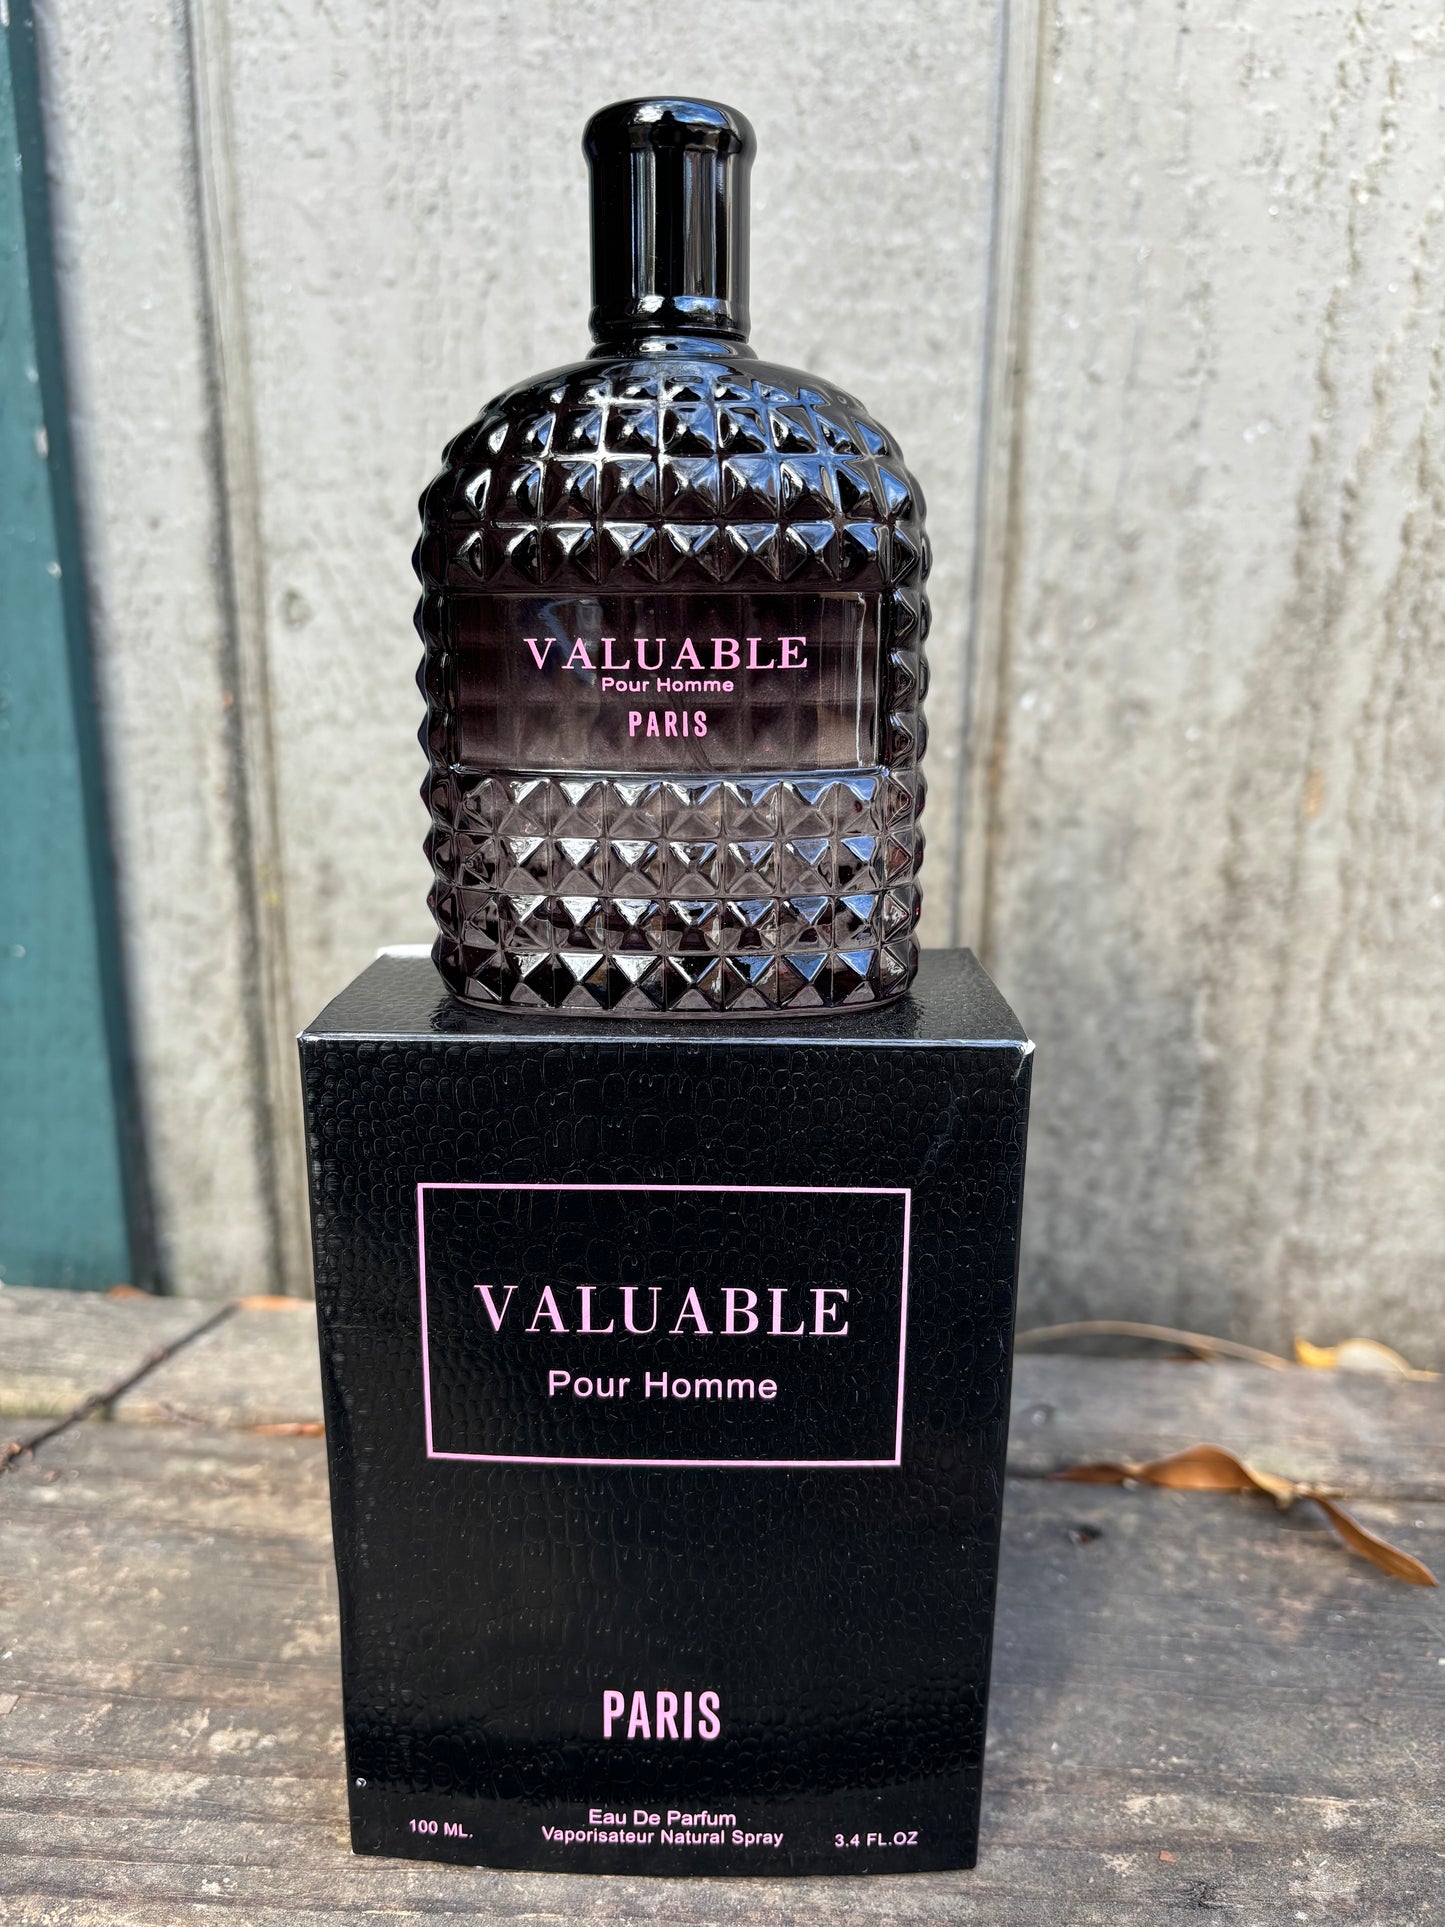 VALUABLE
Pour Homme
PARIS
VALUABLE
Pour Homme
PARIS
Eau De Parfum
100 ML. Vaporisateur Natural Spray 3.4 FL.OZ